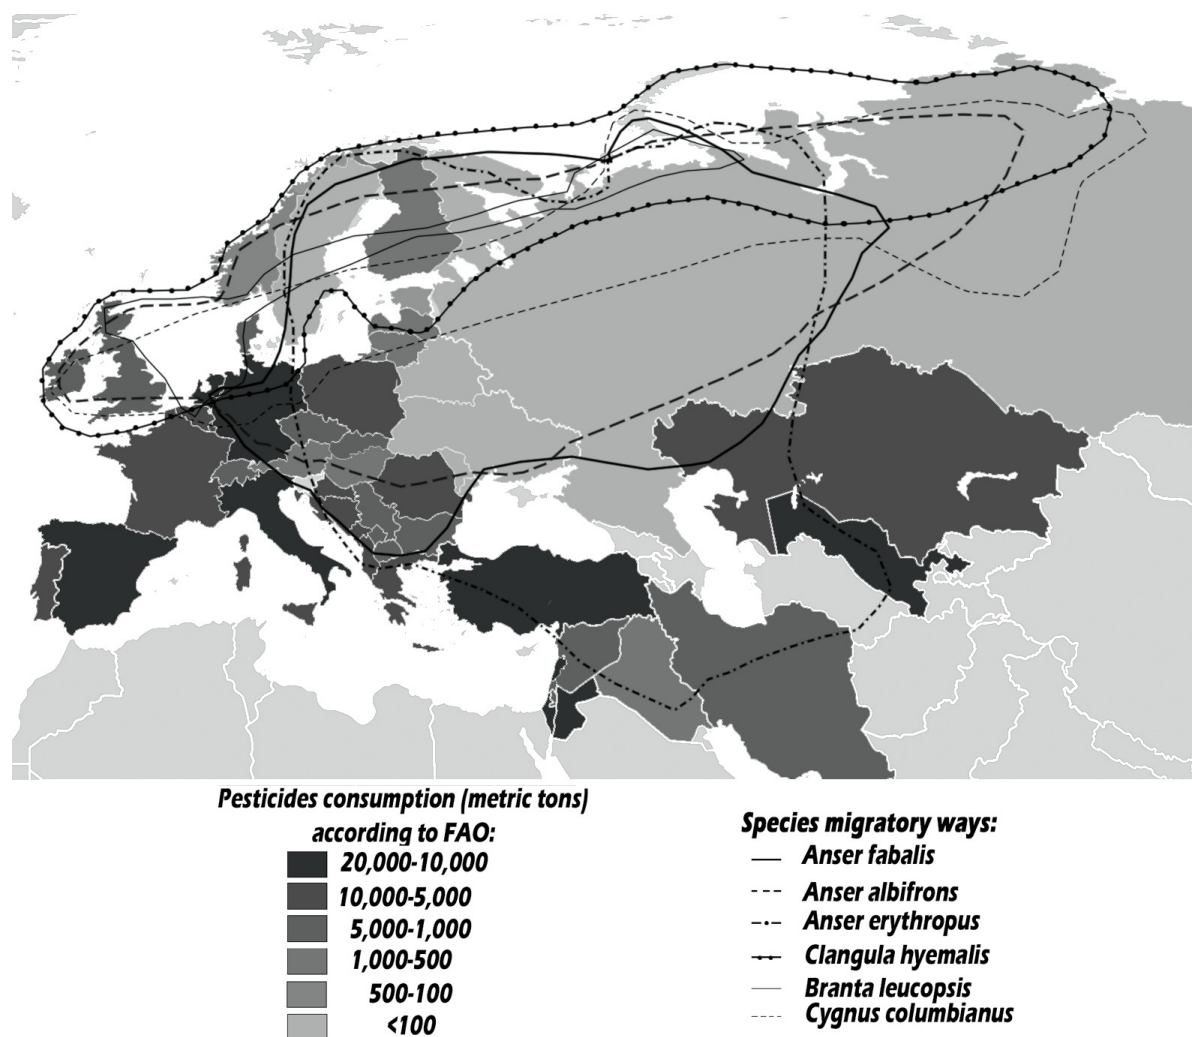 Pesticides consumption (metric tons)
according to FAO:
20,000-10,000
10,000-5,000
5,000-1,000
1,000-500
500-100
<100
Species migratory ways:
Anser fabalis
Anser albifrons
Anser erythropus
Clangula hyemalis
Branta leucopsis
Cygnus columbianus